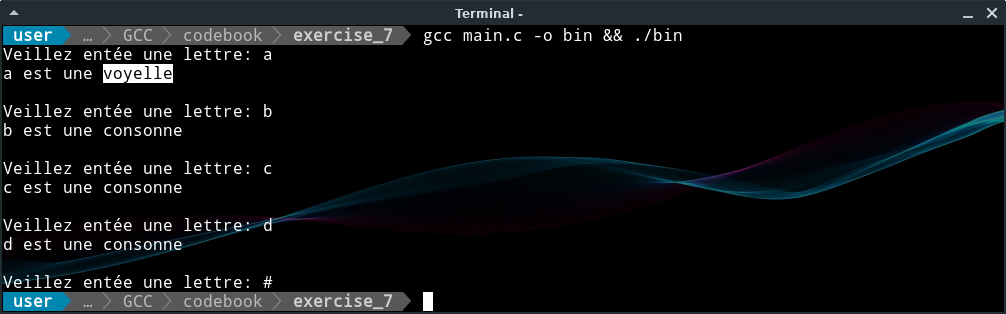 Terminal -
user … GCC codebook exercise_7 gcc main.c -o bin && ./bin
Veillez entée une lettre: a
a est une voyelle
Veillez entée une lettre: b
b est une consonne
Veillez entée une lettre: c
c est une consonne
Veillez entée une lettre: d
d est une consonne
Veillez entée une lettre: #
user … GCC codebook exercise_7